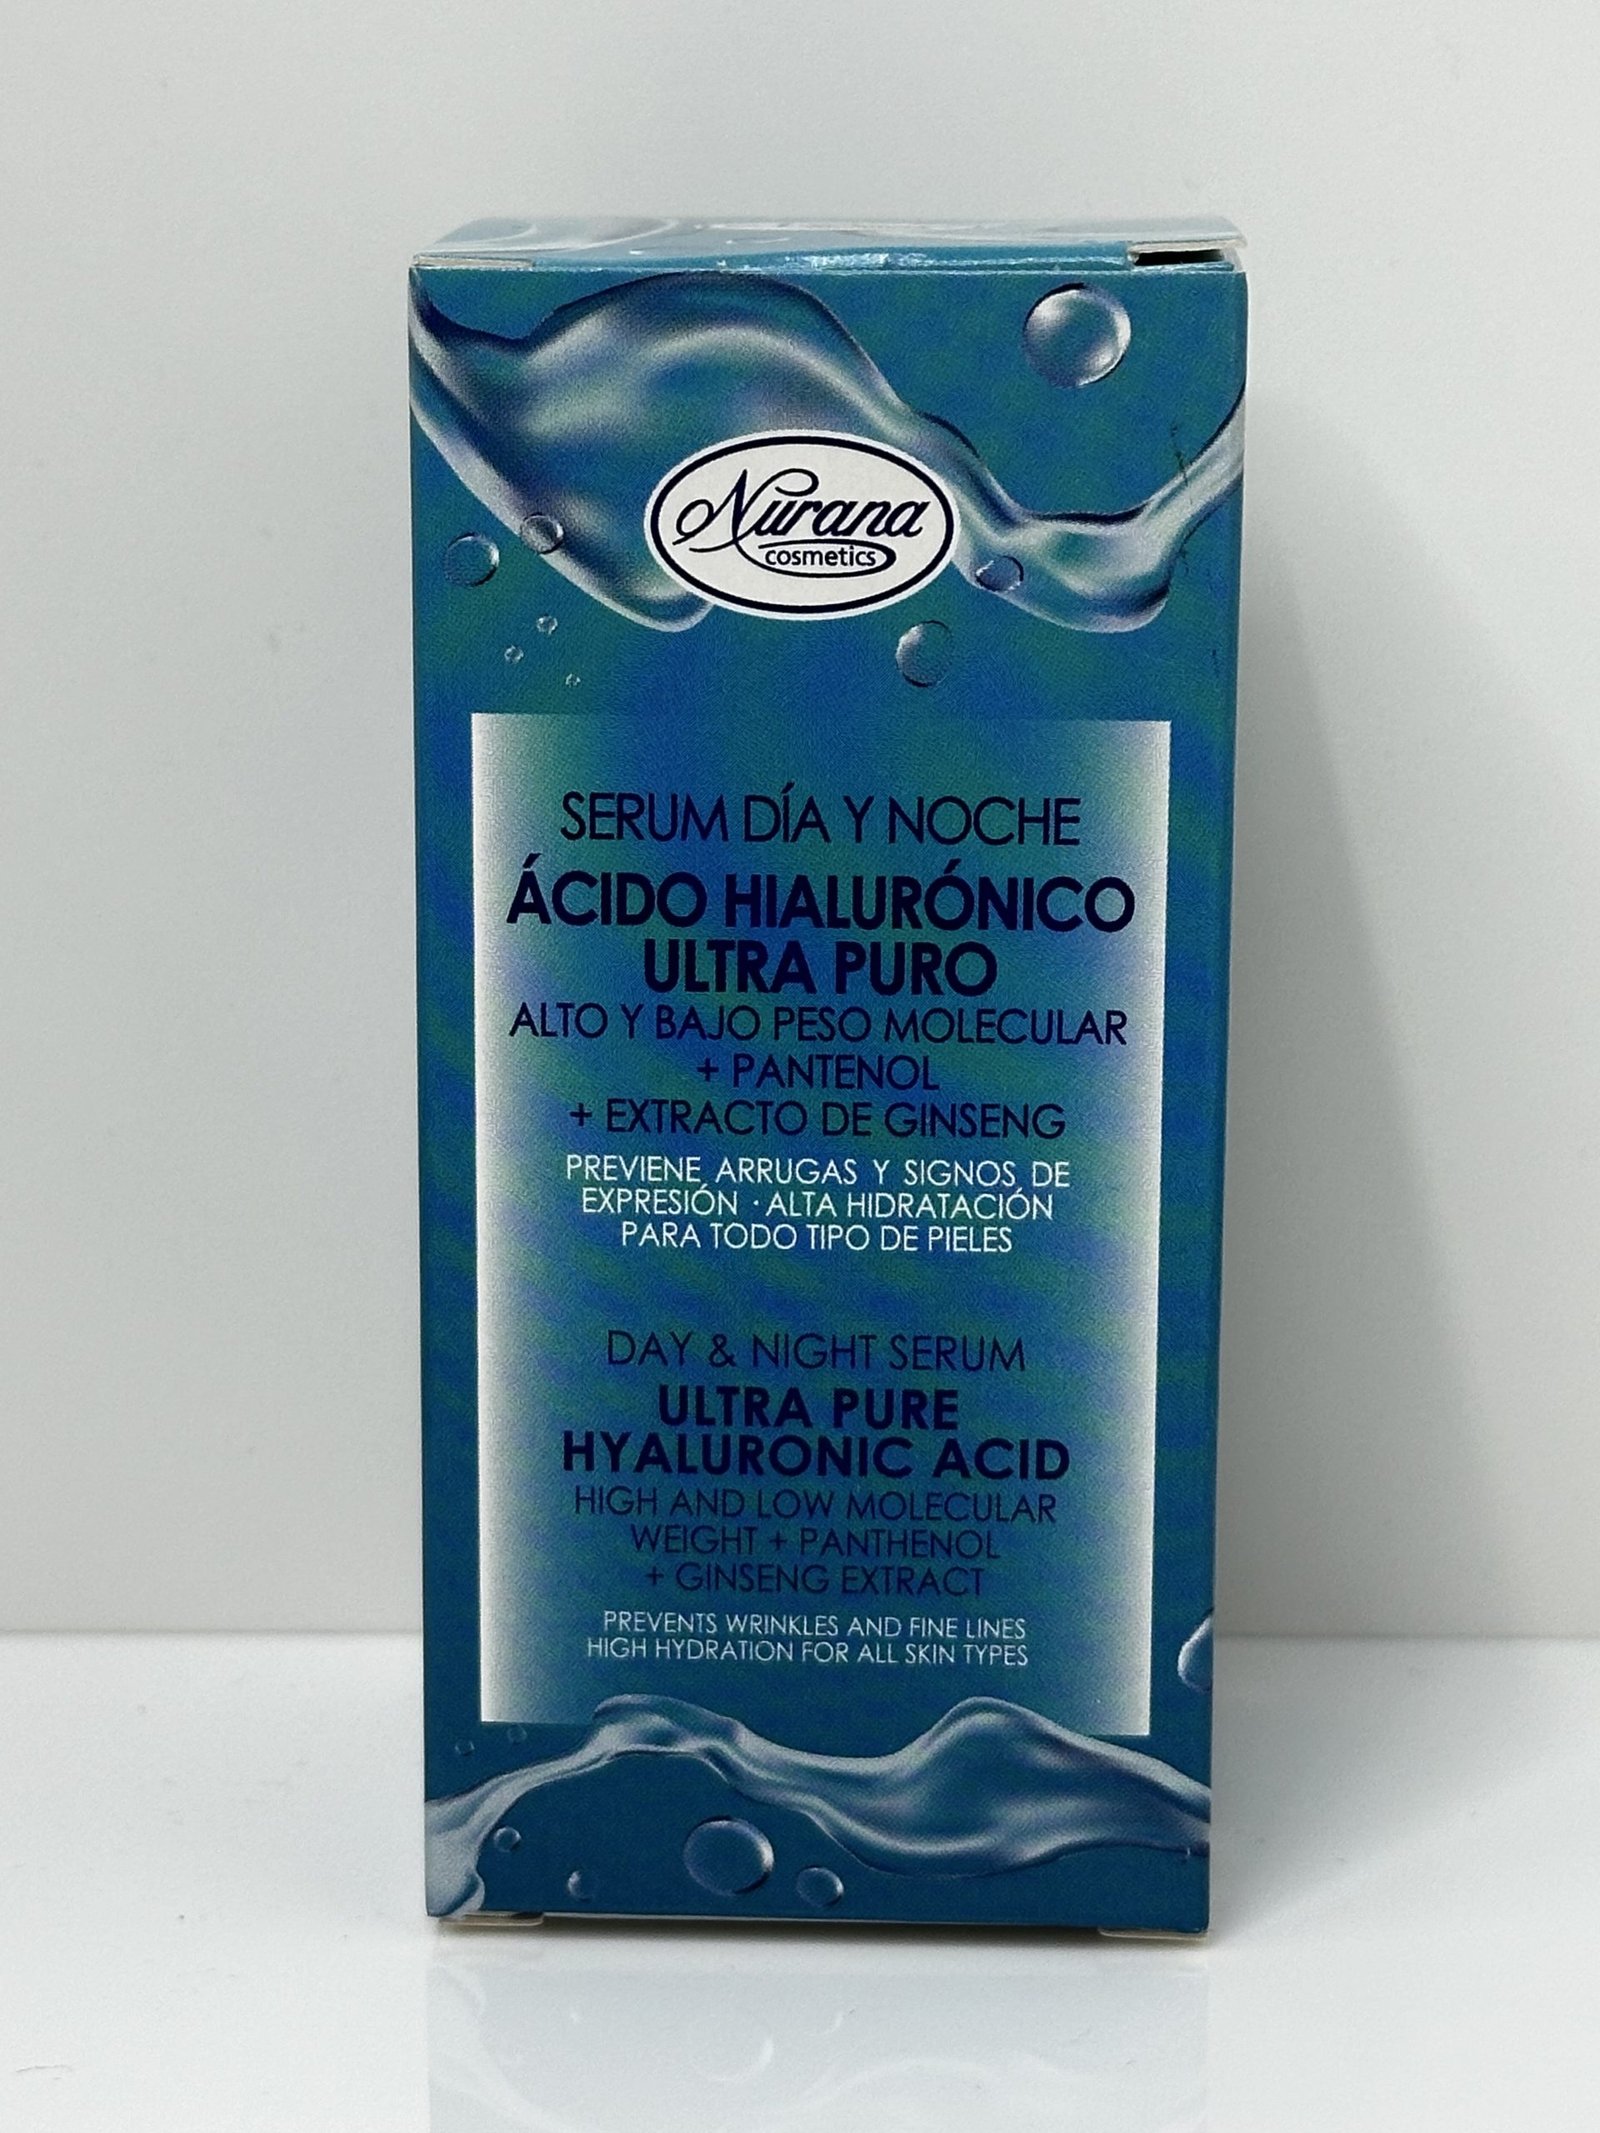 Nurana
cosmetics
SERUM DÍA Y NOCHE
ÁCIDO HIALURÓNICO
ULTRA PURO
ALTO Y BAJO PESO MOLECULAR
+ PANTENOL
+ EXTRACTO DE GINSENG
PREVIENE ARRUGAS Y SIGNOS DE
EXPRESIÓN · ALTA HIDRATACIÓN
PARA TODO TIPO DE PIELES
DAY & NIGHT SERUM
ULTRA PURE
HYALURONIC ACID
HIGH AND LOW MOLECULAR
WEIGHT + PANTHENOL
+ GINSENG EXTRACT
PREVENTS WRINKLES AND FINE LINES
HIGH HYDRATION FOR ALL SKIN TYPES